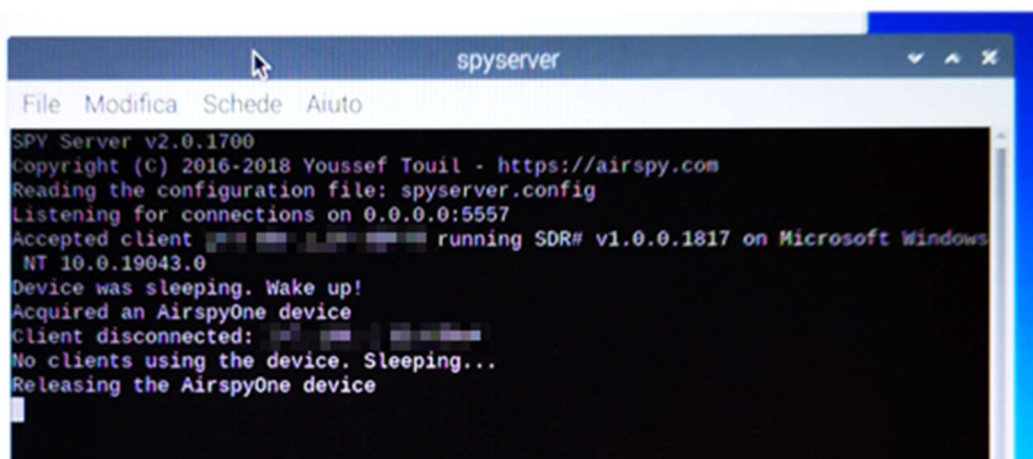 spyserver
File Modifica Schede Aiuto
SPY Server v2.0.1700
Copyright (C) 2016-2018 Youssef Touil - https://airspy.com
Reading the configuration file: spyserver.config
Listening for connections on 0.0.0.0:5557
Accepted client running SDR# v1.0.0.1817 on Microsoft Windows
NT 10.0.19043.0
Device was sleeping. Wake up!
Acquired an AirspyOne device
Client disconnected:
No clients using the device. Sleeping...
Releasing the AirspyOne device